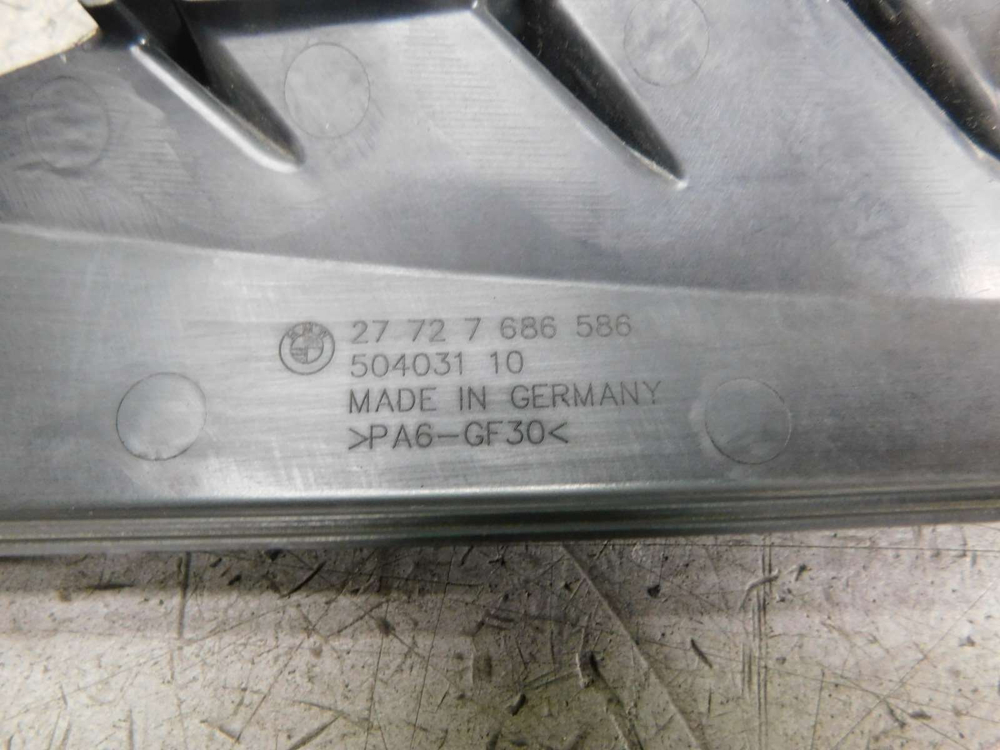 27 72 7 686 586
504031 10
MADE IN GERMANY
>PA6-GF30<